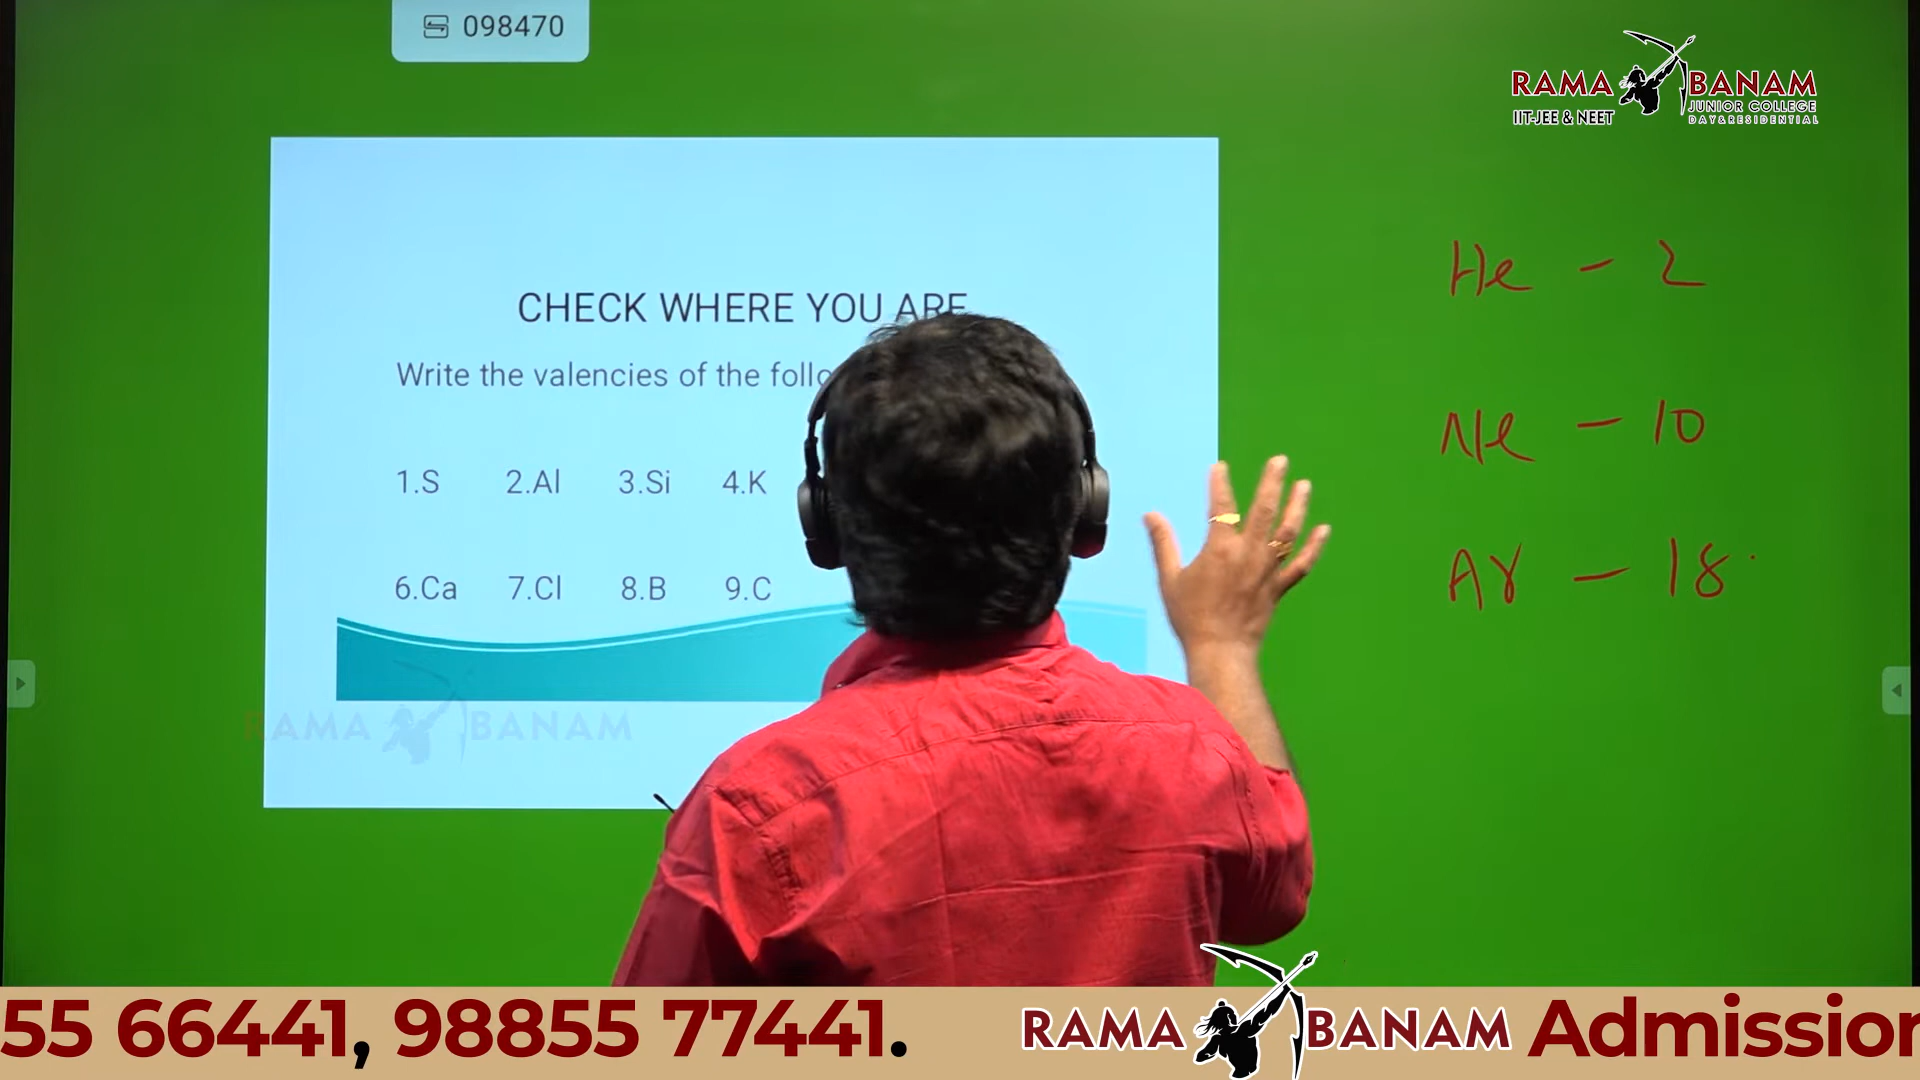 098470
RAMA BANAM
IIT-JEE & NEET JUNIOR COLLEGE
DAY & RESIDENTIAL
CHECK WHERE YOU ARE
Write the valencies of the
1.S 2.Al 3.Si 4.K
6.Ca 7.Cl 8.B 9.C
He - 2
Ne - 10
Ar - 18
RAMA BANAM
55 66441, 98855 77441. RAMA BANAM